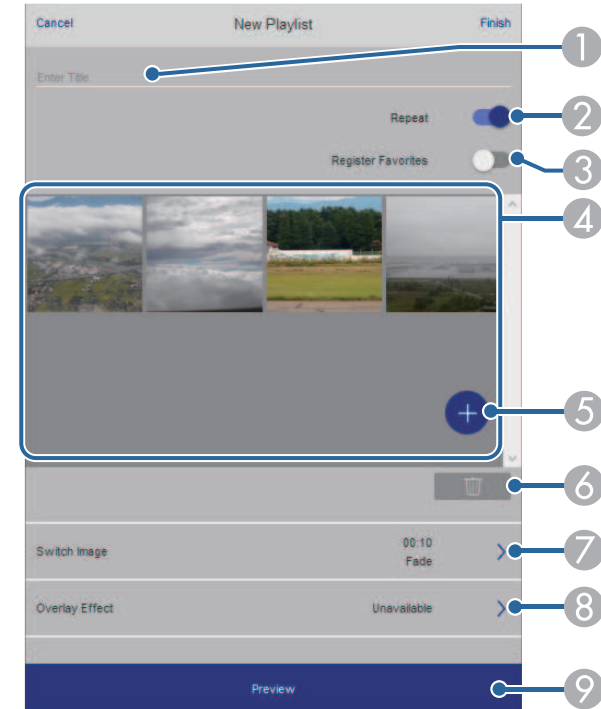 Cancel New Playlist Finish
1
Enter Title
Repeat 2
Register Favorites 3
4
5
6
Switch Image 00:10 7
Fade
Overlay Effect Unavailable 8
Preview 9